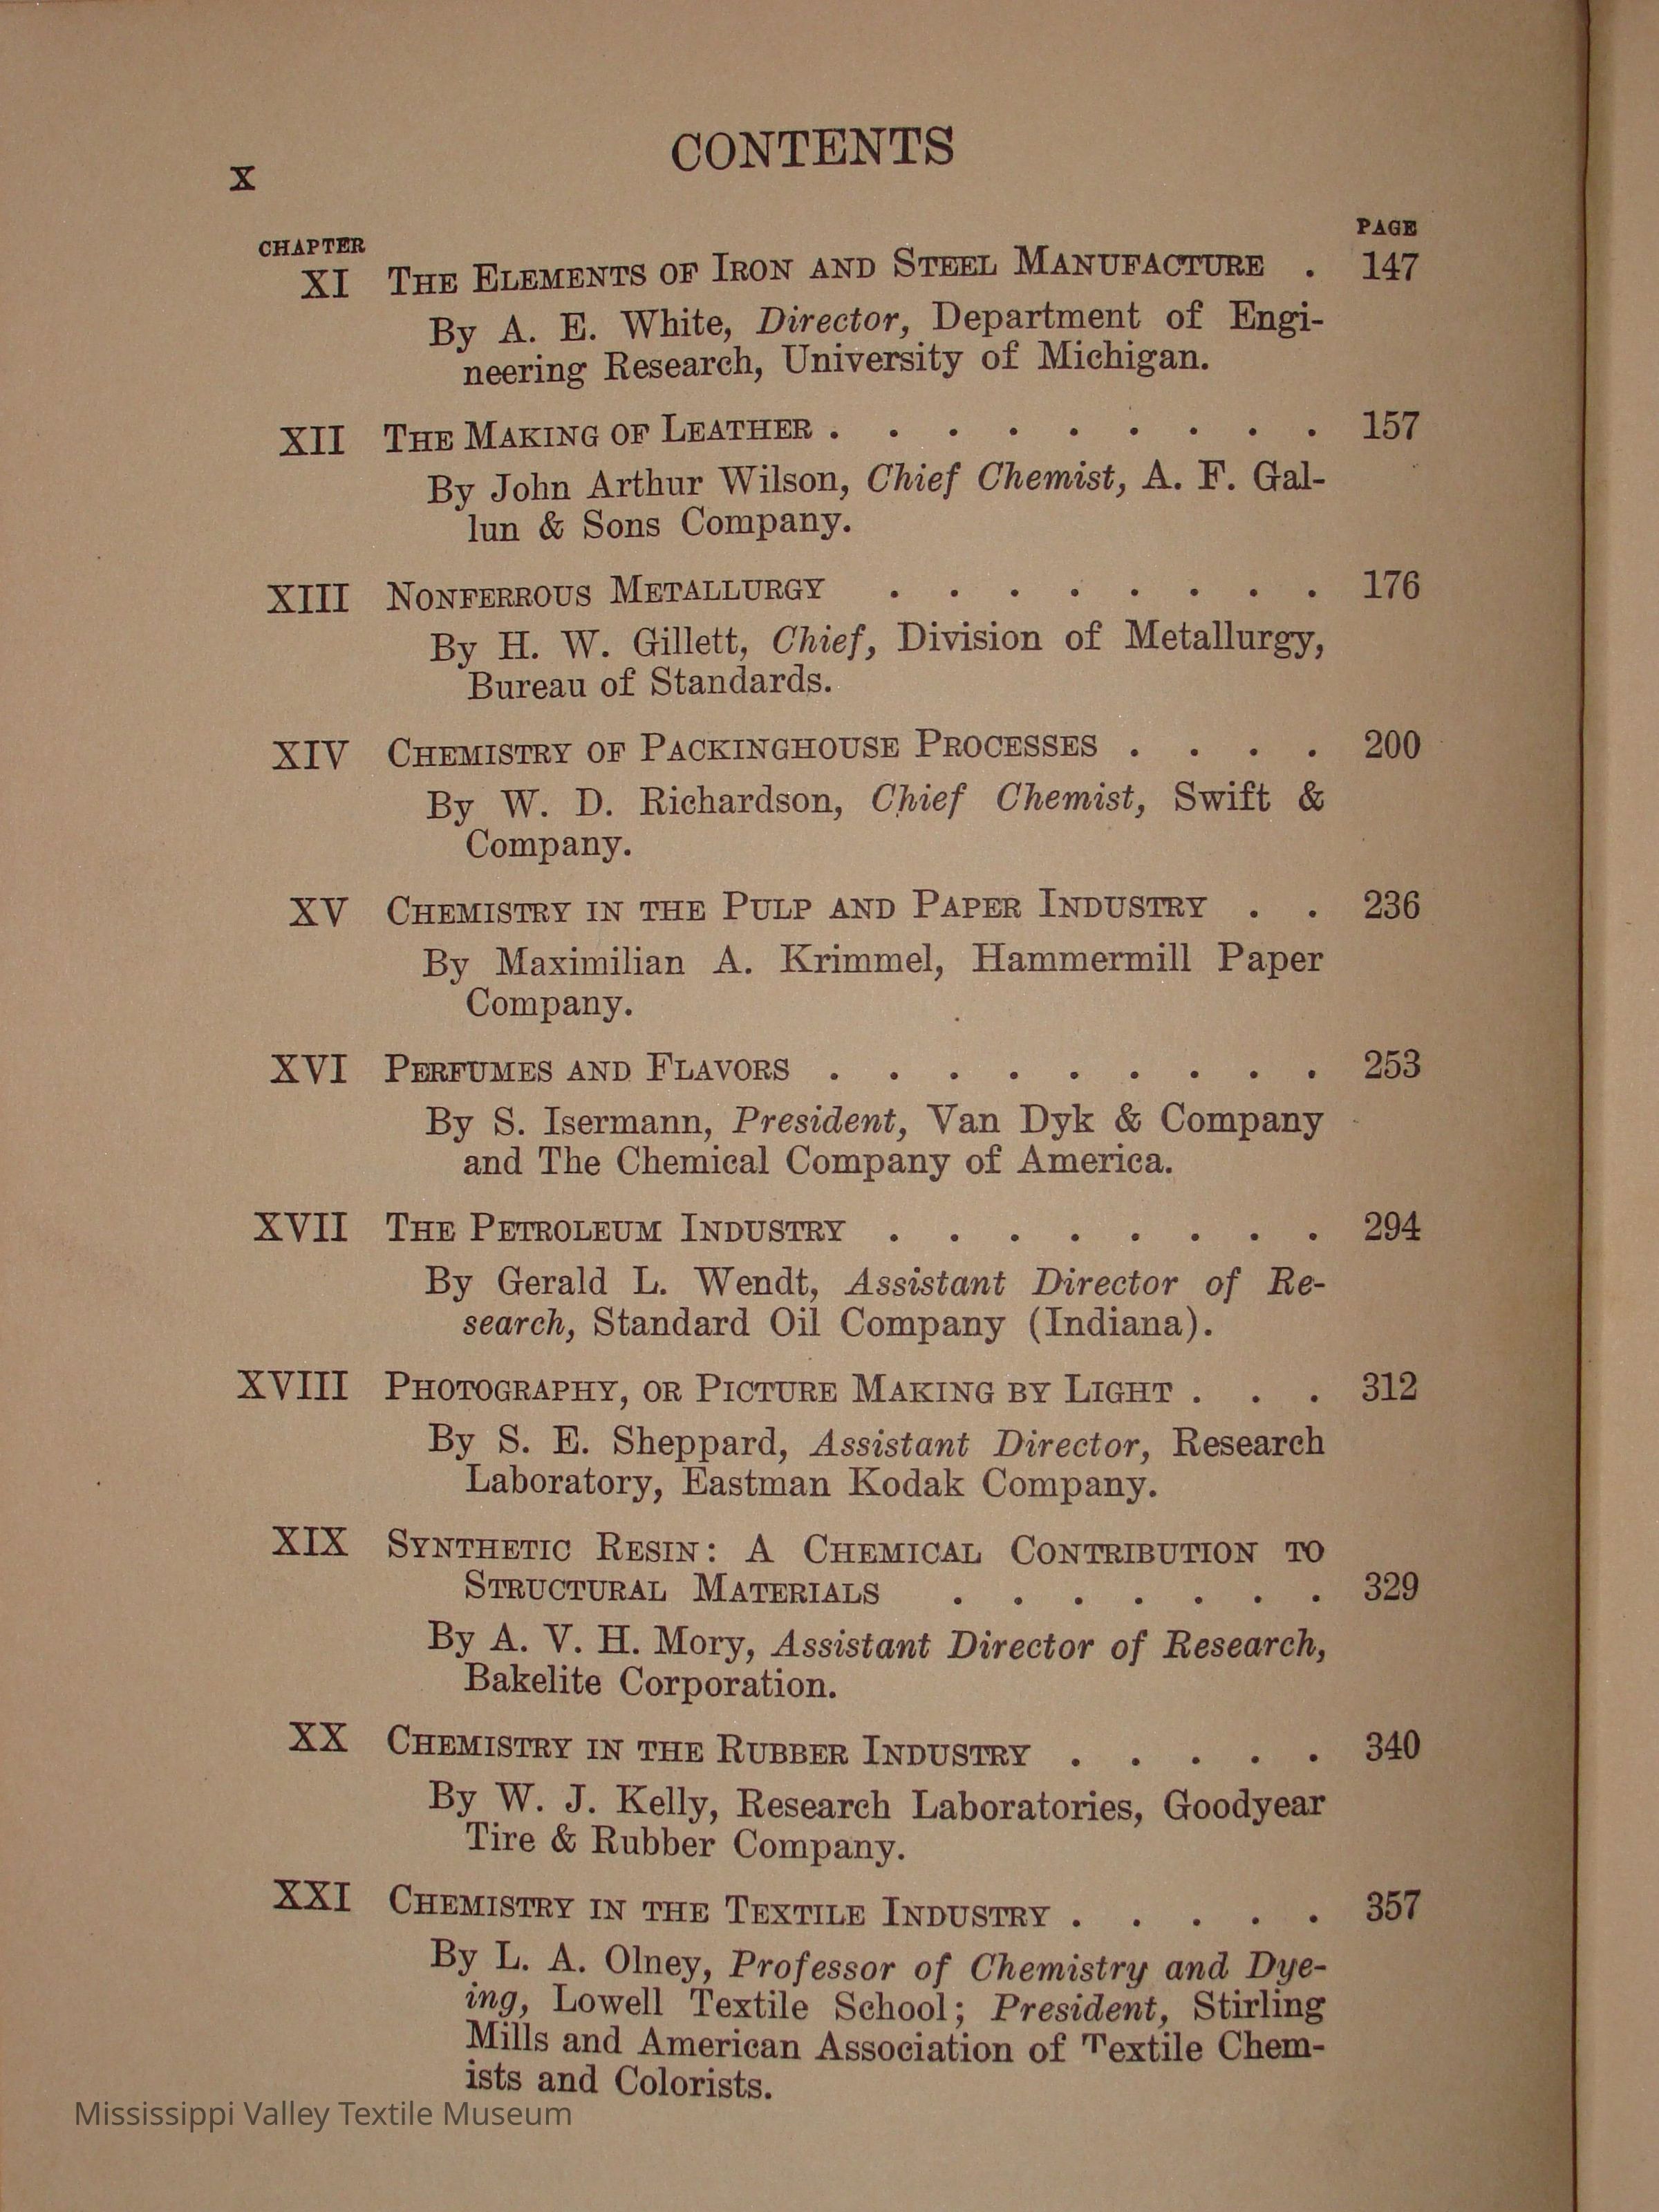 CONTENTS
X
CHAPTER
PAGE
XI The Elements of Iron and Steel Manufacture . 147
By A. E. White, Director, Department of Engi-
neering Research, University of Michigan.
XII The Making of Leather . . . . . . . . . 157
By John Arthur Wilson, Chief Chemist, A. F. Gal-
lun & Sons Company.
XIII Nonferrous Metallurgy . . . . . . . . 176
By H. W. Gillett, Chief, Division of Metallurgy,
Bureau of Standards.
XIV Chemistry of Packinghouse Processes . . . . 200
By W. D. Richardson, Chief Chemist, Swift &
Company.
XV Chemistry in the Pulp and Paper Industry . . 236
By Maximilian A. Krimmel, Hammermill Paper
Company.
XVI Perfumes and Flavors . . . . . . . . . 253
By S. Isermann, President, Van Dyk & Company
and The Chemical Company of America.
XVII The Petroleum Industry . . . . . . . . 294
By Gerald L. Wendt, Assistant Director of Re-
search, Standard Oil Company (Indiana).
XVIII Photography, or Picture Making by Light . . . 312
By S. E. Sheppard, Assistant Director, Research
Laboratory, Eastman Kodak Company.
XIX Synthetic Resin: A Chemical Contribution to
Structural Materials . . . . . . . 329
By A. V. H. Mory, Assistant Director of Research,
Bakelite Corporation.
XX Chemistry in the Rubber Industry . . . . . 340
By W. J. Kelly, Research Laboratories, Goodyear
Tire & Rubber Company.
XXI Chemistry in the Textile Industry . . . . . 357
By L. A. Olney, Professor of Chemistry and Dye-
ing, Lowell Textile School; President, Stirling
Mills and American Association of Textile Chem-
ists and Colorists.
Mississippi Valley Textile Museum